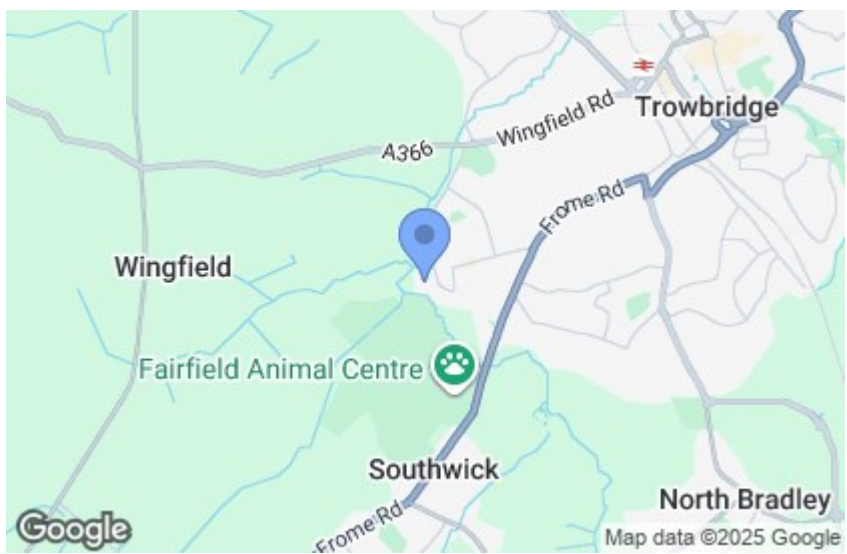 Trowbridge
Wingfield Rd
A366
Frome Rd
Wingfield
Fairfield Animal Centre
Southwick
North Bradley
Frome Rd
Google
Map data ©2025 Google